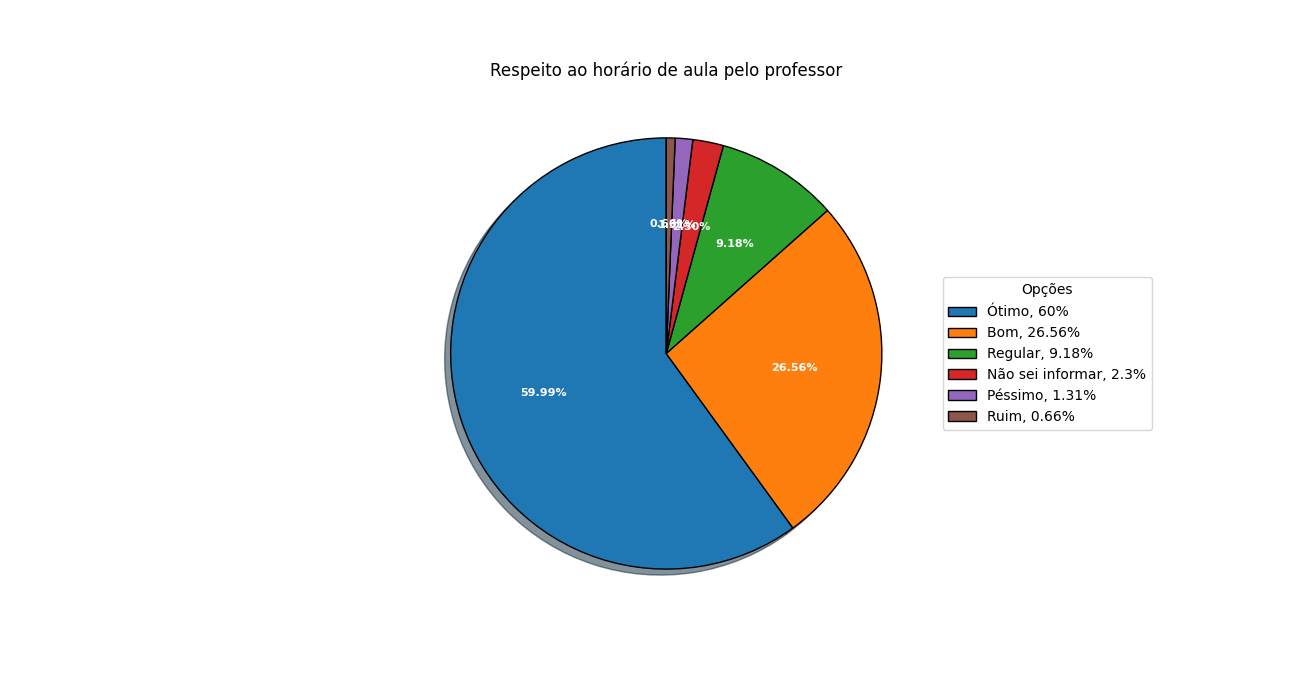 Respeito ao horário de aula pelo professor
9.18%
26.56%
59.99%
Opções
Ótimo, 60%
Bom, 26.56%
Regular, 9.18%
Não sei informar, 2.3%
Péssimo, 1.31%
Ruim, 0.66%